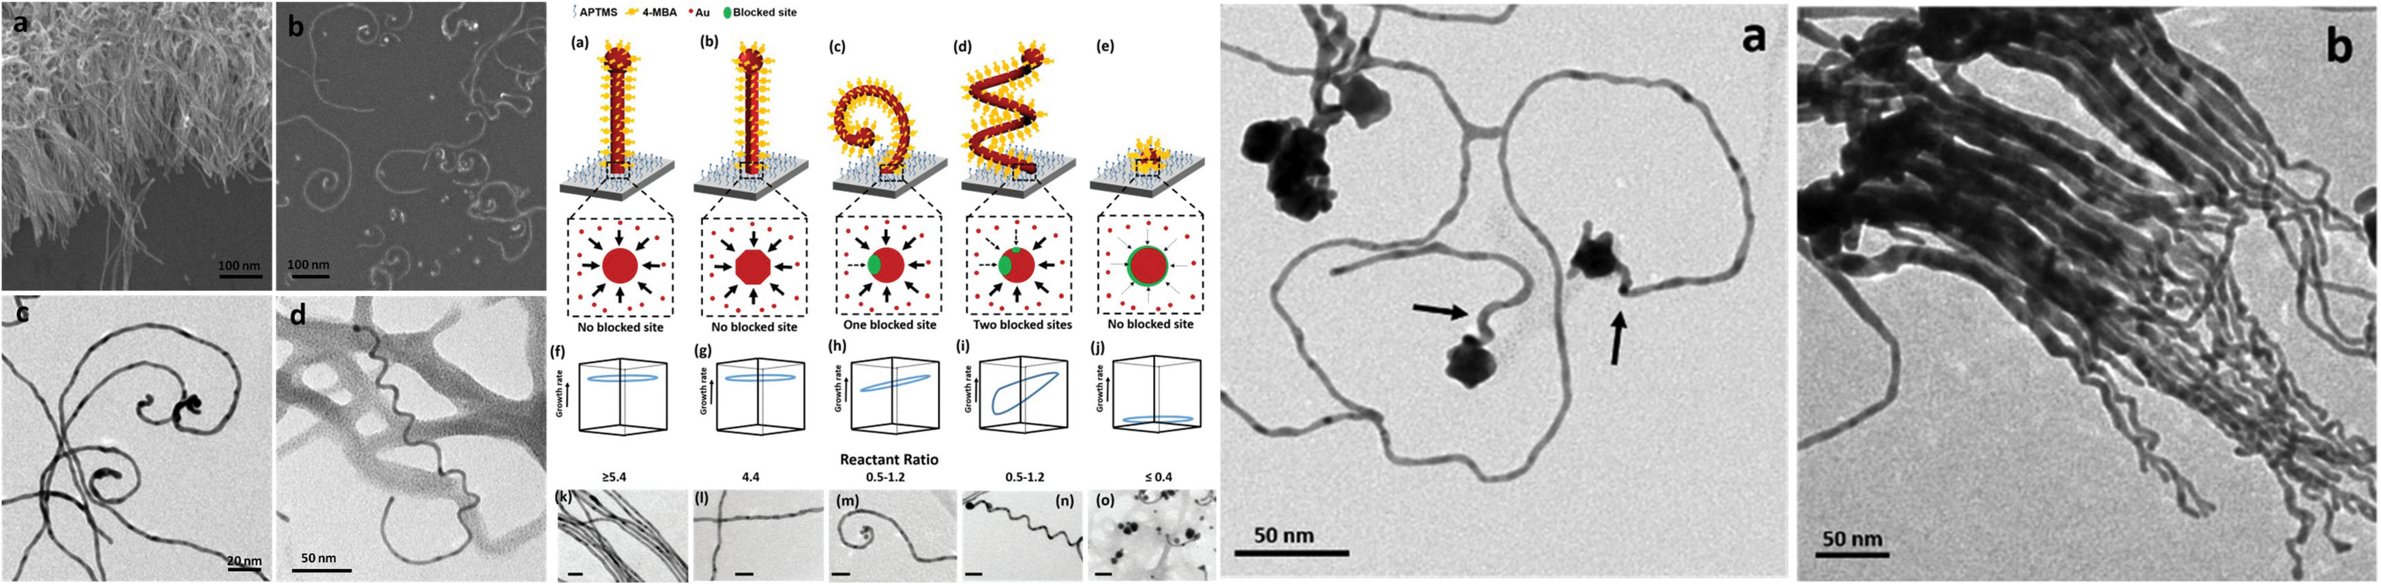 a
100 nm
b
100 nm
c
20 nm
d
50 nm
APTMS 4-MBA Au Blocked site
(a) (b) (c) (d) (e)
No blocked site No blocked site One blocked site Two blocked sites No blocked site
(f) (g) (h) (i) (j)
Growth rate Growth rate Growth rate Growth rate Growth rate
Reactant Ratio
≥5.4 4.4 0.5-1.2 0.5-1.2 ≤ 0.4
(k) (l) (m) (n) (o)
a
50 nm
b
50 nm